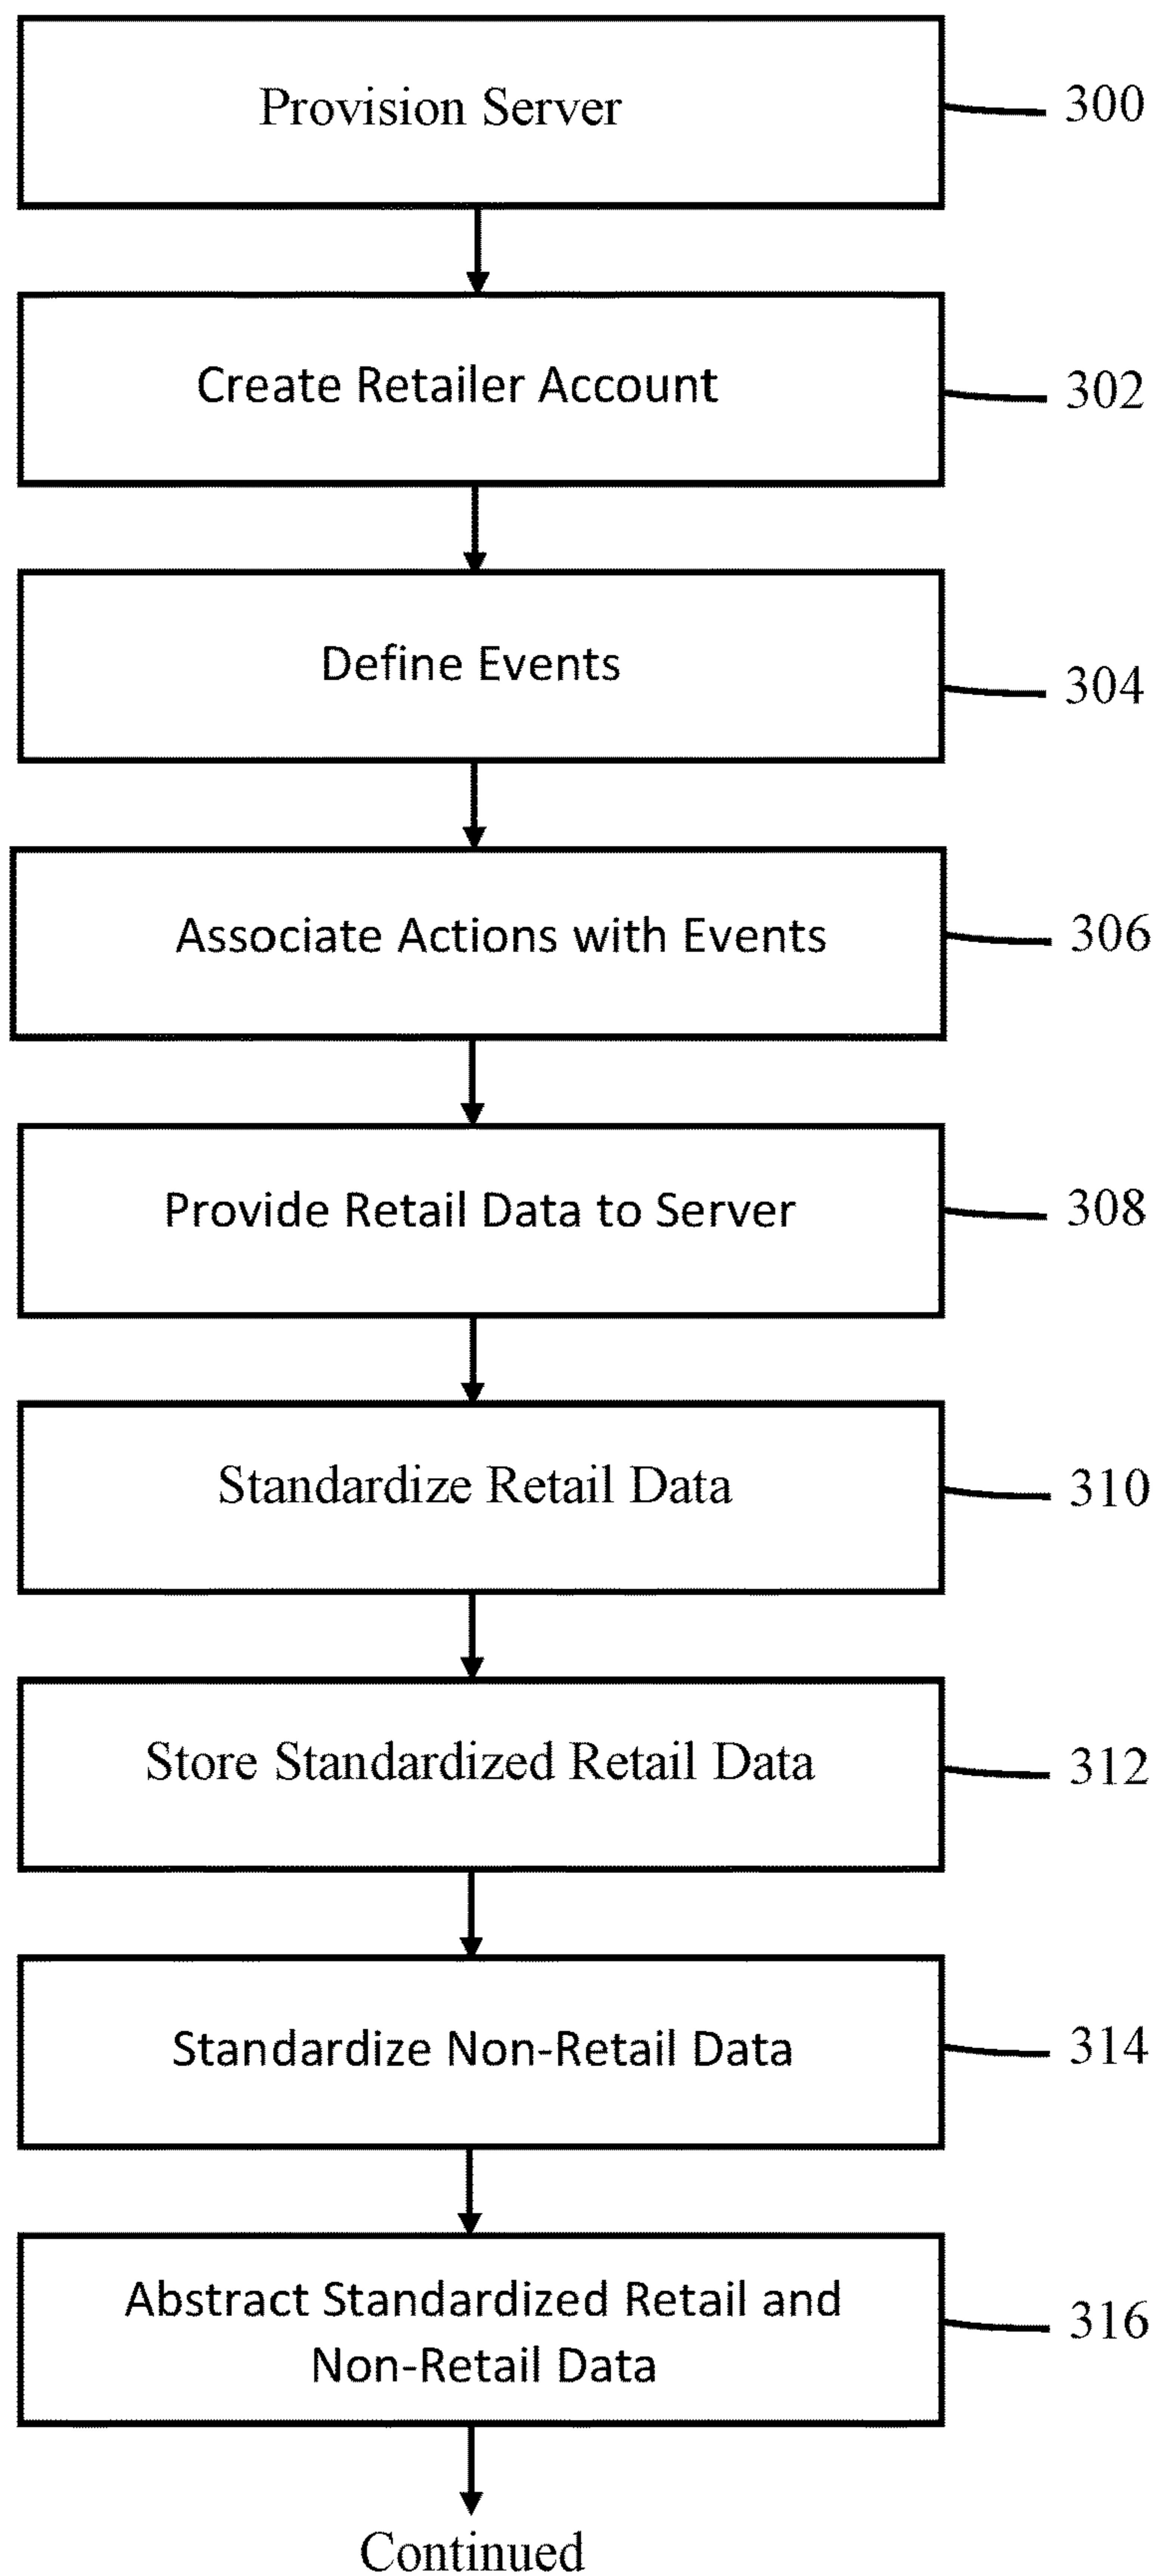 Provision Server
300
Create Retailer Account
302
Define Events
304
Associate Actions with Events
306
Provide Retail Data to Server
308
Standardize Retail Data
310
Store Standardized Retail Data
312
Standardize Non-Retail Data
314
Abstract Standardized Retail and
Non-Retail Data
316
Continued